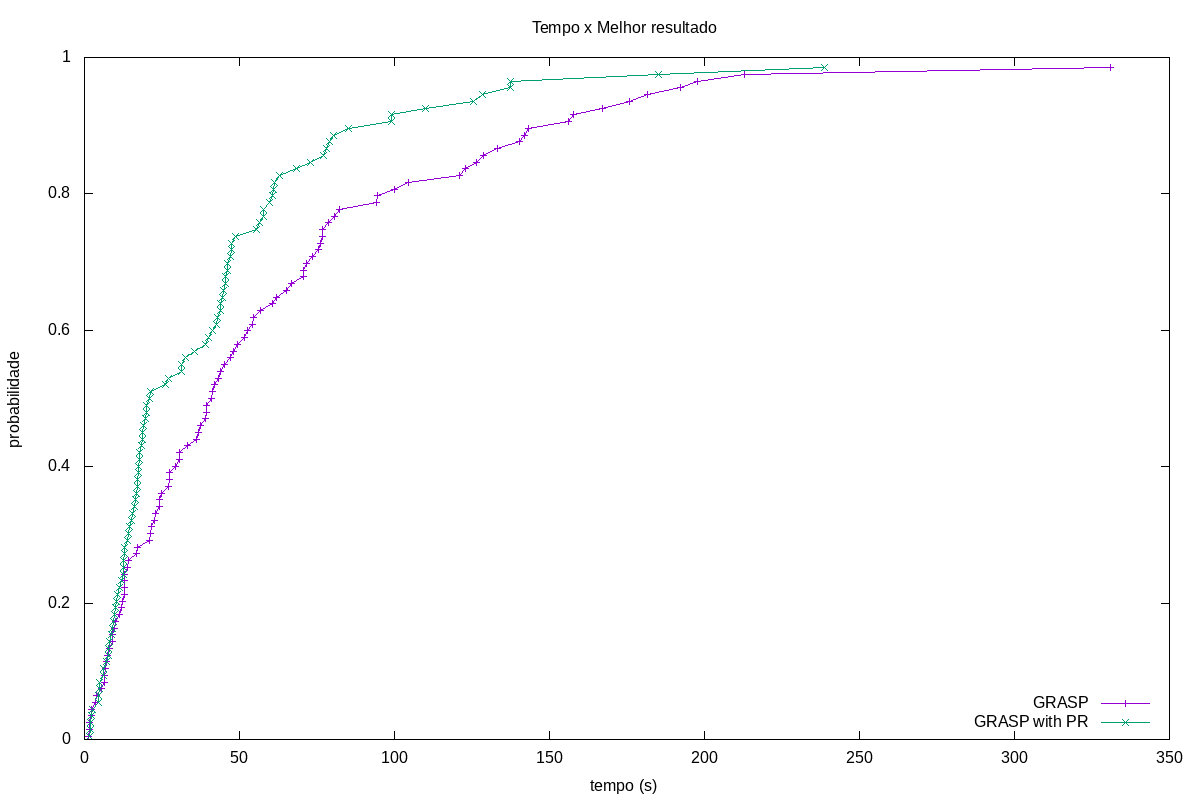 Tempo x Melhor resultado
1
0.8
0.6
0.4
0.2
0
probabilidade
0 50 100 150 200 250 300 350
tempo (s)
GRASP
GRASP with PR